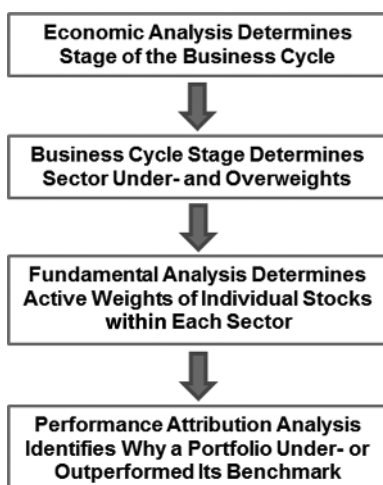 Economic Analysis Determines
Stage of the Business Cycle
Business Cycle Stage Determines
Sector Under- and Overweights
Fundamental Analysis Determines
Active Weights of Individual Stocks
within Each Sector
Performance Attribution Analysis
Identifies Why a Portfolio Under- or
Outperformed Its Benchmark